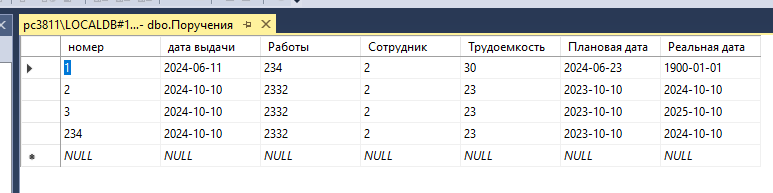 pc3811\LOCALDB#1...- dbo.Поручения
номер дата выдачи Работы Сотрудник Трудоемкость Плановая дата Реальная дата
1 2024-06-11 234 2 30 2024-06-23 1900-01-01
2 2024-10-10 2332 2 23 2023-10-10 2024-10-10
3 2024-10-10 2332 2 23 2023-10-10 2025-10-10
234 2024-10-10 2332 2 23 2023-10-10 2024-10-10
NULL NULL NULL NULL NULL NULL NULL